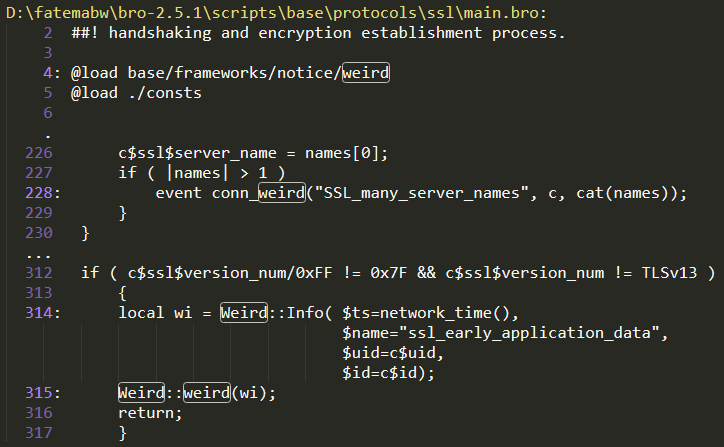 D:\fatemabw\bro-2.5.1\scripts\base\protocols\ssl\main.bro:
2 ##! handshaking and encryption establishment process.
3
4: @load base/frameworks/notice/weird
5 @load ./consts
6
.
226 c$ssl$server_name = names[0];
227 if ( |names| > 1 )
228: event conn_weird("SSL_many_server_names", c, cat(names));
229 }
230 }
...
312 if ( c$ssl$version_num/0xFF != 0x7F && c$ssl$version_num != TLSv13 )
313 {
314: local wi = Weird::Info( $ts=network_time(),
$name="ssl_early_application_data",
$uid=c$uid,
$id=c$id);
315: Weird::weird(wi);
316 return;
317 }